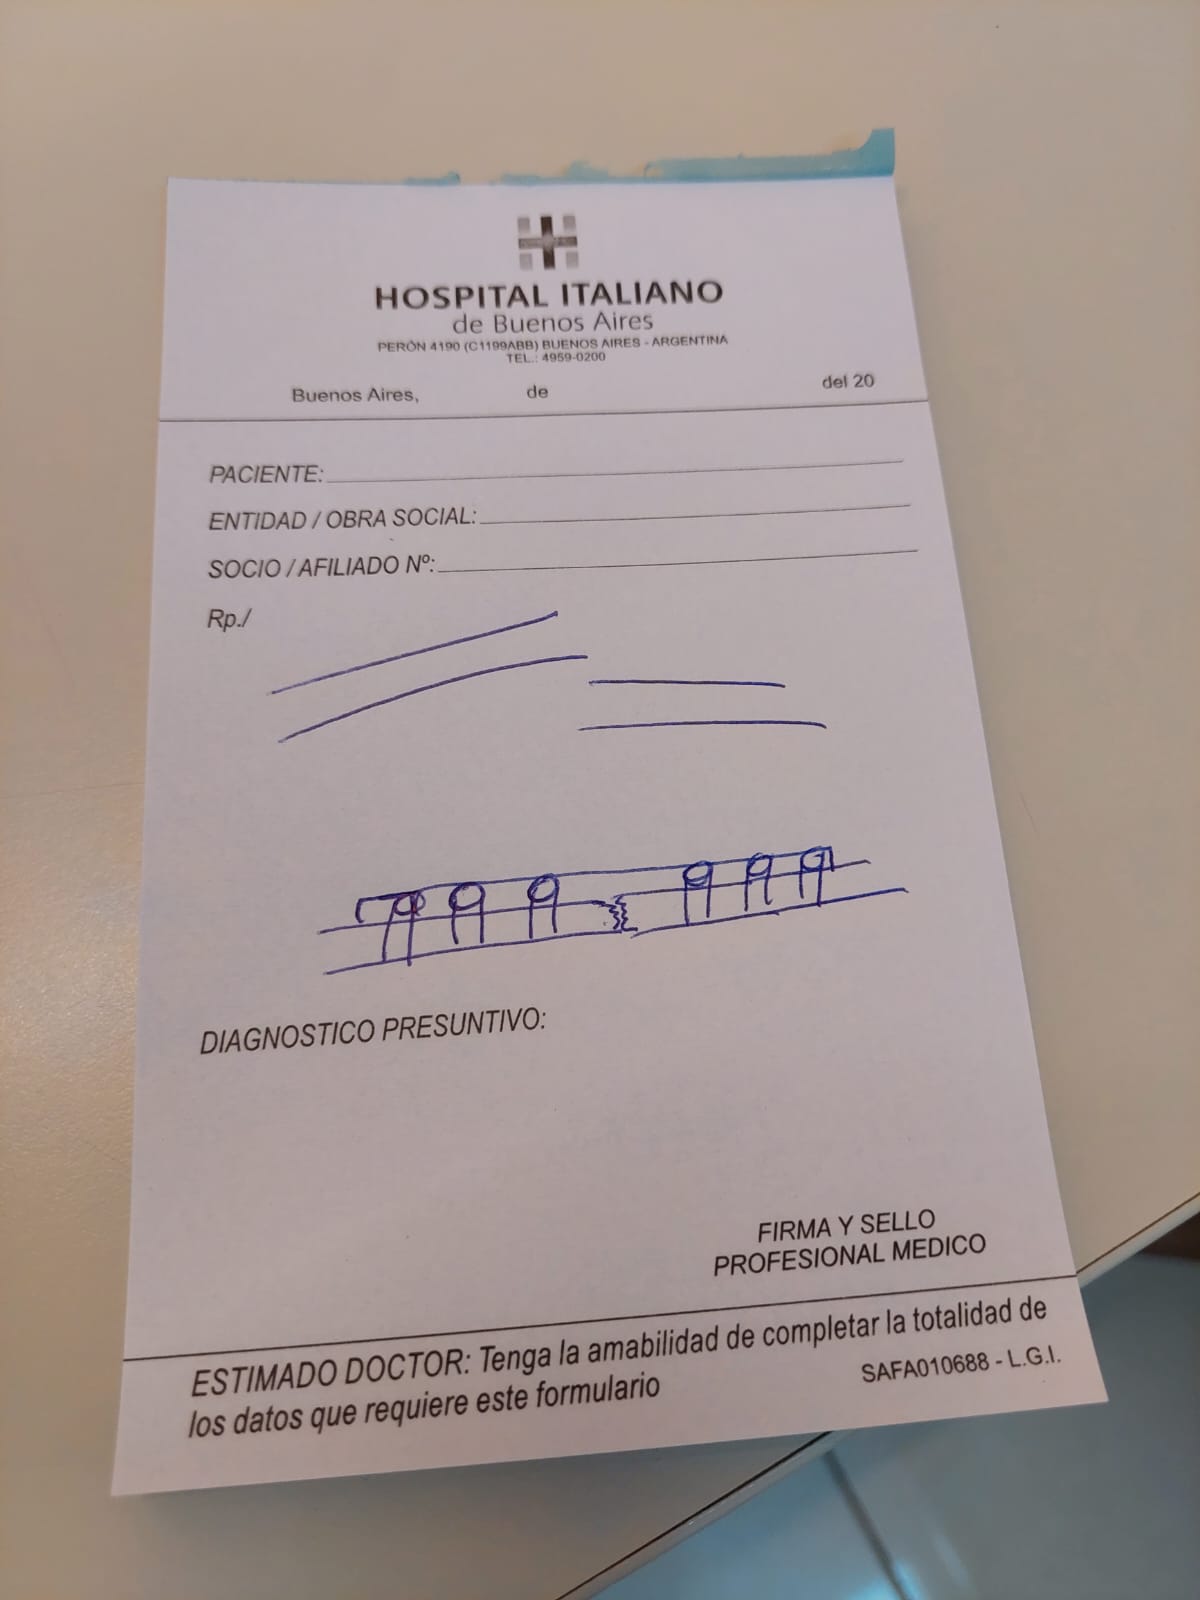 HOSPITAL ITALIANO
de Buenos Aires
PERÓN 4190 (C1199ABB) BUENOS AIRES - ARGENTINA
TEL.: 4959-0200
Buenos Aires, de del 20
PACIENTE:
ENTIDAD / OBRA SOCIAL:
SOCIO / AFILIADO Nº:
Rp./
DIAGNOSTICO PRESUNTIVO:
FIRMA Y SELLO
PROFESIONAL MEDICO
ESTIMADO DOCTOR: Tenga la amabilidad de completar la totalidad de
los datos que requiere este formulario
SAFA010688 - L.G.I.